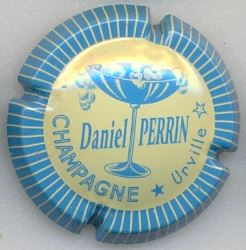 Daniel PERRIN
CHAMPAGNE ☆ Urville ☆